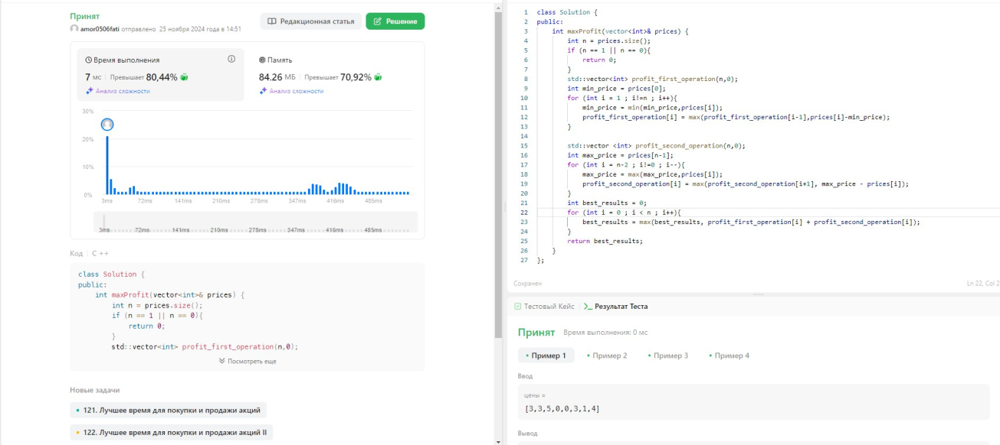 Принят
amor0506fati отправлено 25 ноября 2024 года в 14:51
Редакционная статья
Решение
Время выполнения
7 мс | Превышает 80,44%
Анализ сложности
Память
84.26 МБ | Превышает 70,92%
Анализ сложности
30%
20%
10%
0%
3ms 72ms 141ms 210ms 278ms 347ms 416ms 485ms
3ms 72ms 141ms 210ms 278ms 347ms 416ms 485ms
Код | C ++
class Solution {
public:
    int maxProfit(vector<int>& prices) {
        int n = prices.size();
        if (n == 1 || n == 0){
            return 0;
        }
        std::vector<int> profit_first_operation(n,0);
Посмотреть еще
Новые задачи
121. Лучшее время для покупки и продажи акций
122. Лучшее время для покупки и продажи акций II
1 class Solution {
2 public:
3     int maxProfit(vector<int>& prices) {
4         int n = prices.size();
5         if (n == 1 || n == 0){
6             return 0;
7         }
8         std::vector<int> profit_first_operation(n,0);
9         int min_price = prices[0];
10         for (int i = 1 ; i!=n ; i++){
11             min_price = min(min_price,prices[i]);
12             profit_first_operation[i] = max(profit_first_operation[i-1],prices[i]-min_price);
13         }
14
15         std::vector <int> profit_second_operation(n,0);
16         int max_price = prices[n-1];
17         for (int i = n-2 ; i!=0 ; i--){
18             max_price = max(max_price,prices[i]);
19             profit_second_operation[i] = max(profit_second_operation[i+1], max_price - prices[i]);
20         }
21         int best_results = 0;
22         for (int i = 0 ; i < n ; i++){
23             best_results = max(best_results, profit_first_operation[i] + profit_second_operation[i]);
24         }
25         return best_results;
26     }
27 };
Сохранен
Ln 22, Col 2
Тестовый Кейс | Результат Теста
Принят Время выполнения: 0 мс
Пример 1 Пример 2 Пример 3 Пример 4
Ввод
цены =
[3,3,5,0,0,3,1,4]
Вывод